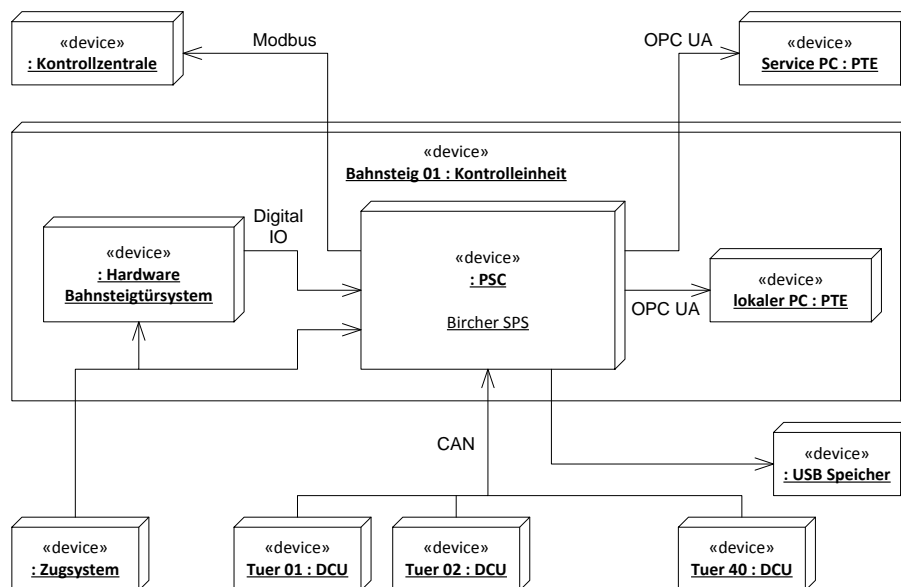 «device»
: Kontrollzentrale
Modbus
OPC UA
«device»
Service PC : PTE
«device»
Bahnsteig 01 : Kontrolleinheit
«device»
: Hardware
Bahnsteigtürsystem
Digital
IO
«device»
: PSC
Bircher SPS
«device»
lokaler PC : PTE
OPC UA
CAN
«device»
: USB Speicher
«device»
: Zugsystem
«device»
Tuer 01 : DCU
«device»
Tuer 02 : DCU
«device»
Tuer 40 : DCU